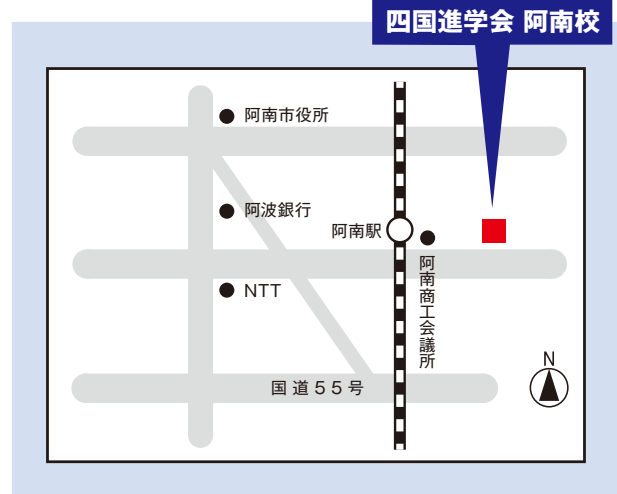 四国進学会 阿南校
阿南市役所
阿波銀行
阿南駅
阿南商工会議所
NTT
国道55号
N